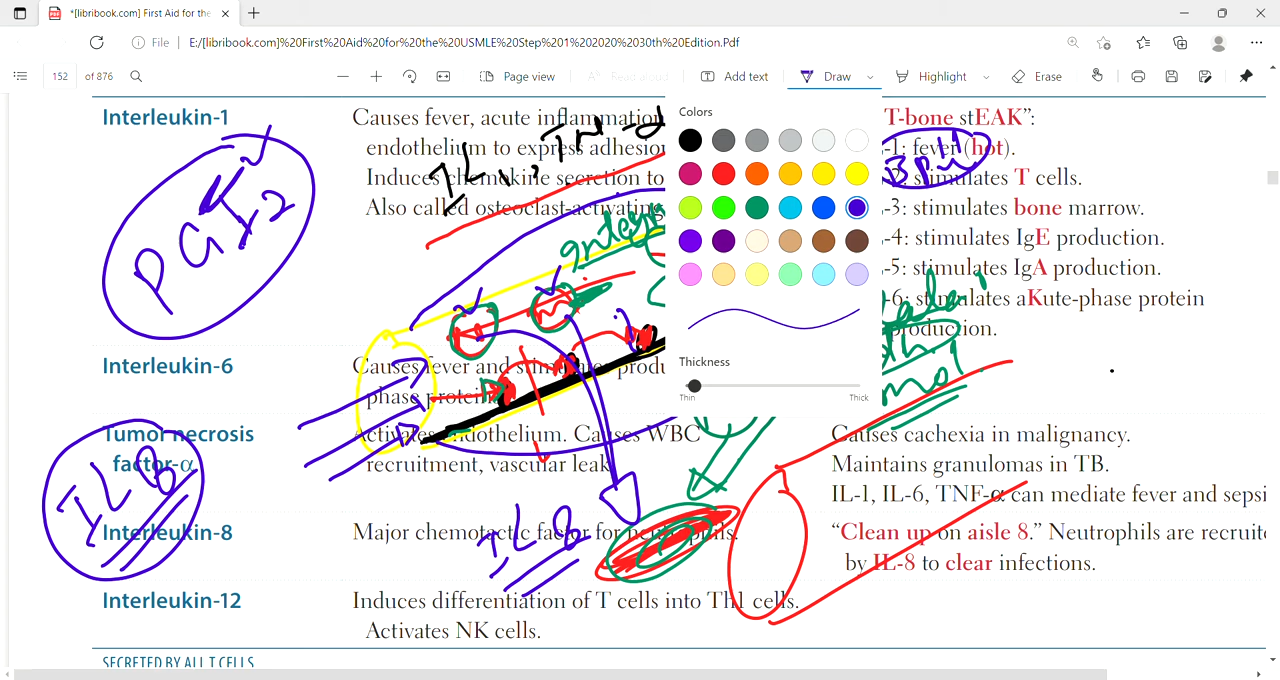 *[libribook.com] First Aid for the
File
E:/[libribook.com]%20First%20Aid%20for%20the%20USMLE%20Step%201%202020%2030th%20Edition.Pdf
152 of 876
Page view
Read aloud
Add text
Draw
Highlight
Erase
Colors
Thickness
Thin
Thick
Interleukin-1
Causes fever, acute inflammation
endothelium to express adhesion
Induces chemokine secretion to
Also called osteoclast-activating
T-bone stEAK”:
-1: fever (hot).
stimulates T cells.
-3: stimulates bone marrow.
-4: stimulates IgE production.
-5: stimulates IgA production.
-6: stimulates aKute-phase protein
production.
Interleukin-6
Causes fever and
phase
Tumor necrosis
factor-α
Activates endothelium. Causes WBC
recruitment, vascular leak
Causes cachexia in malignancy.
Maintains granulomas in TB.
IL-1, IL-6, TNF-α can mediate fever and sepsi
Interleukin-8
Major chemotactic factor for neutrophils.
“Clean up on aisle 8.” Neutrophils are recruite
by IL-8 to clear infections.
Interleukin-12
Induces differentiation of T cells into Th1 cells.
Activates NK cells.
SECRETED BY ALL T CELLS
IL 8
IL 8